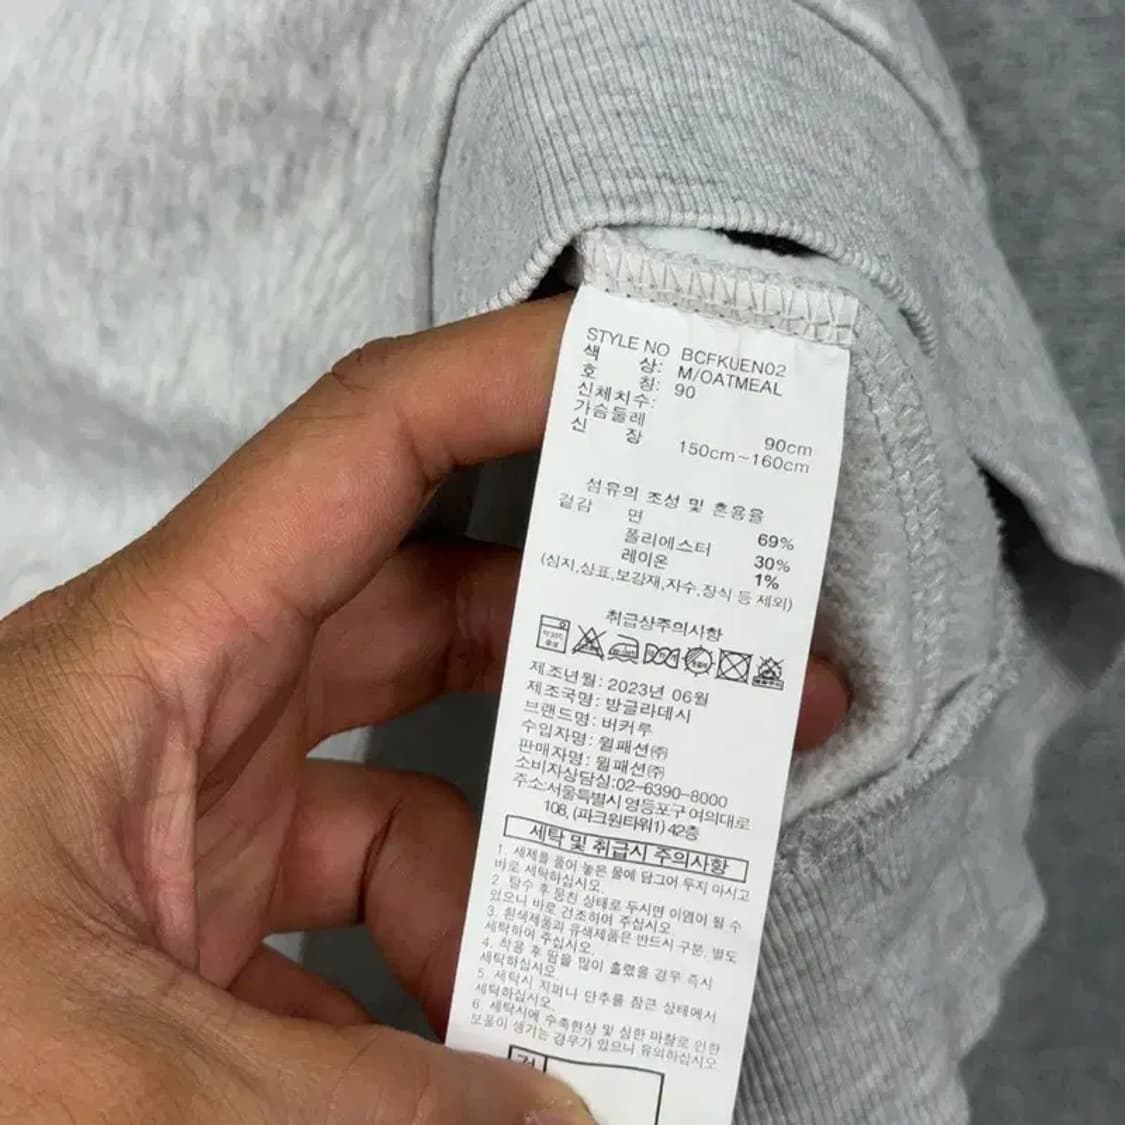 STYLE NO BCFKUEN02
색 상: M/OATMEAL
호 칭: 90
신체치수:
가슴둘레 90cm
신 장 150cm~160cm
섬유의 조성 및 혼용율
겉감 면 69%
폴리에스터 30%
레이온 1%
(심지,상표,보강재,자수,장식 등 제외)
취급상주의사항
제조년월: 2023년 06월
제조국명: 방글라데시
브랜드명: 버커루
수입자명: 윌패션㈜
판매자명: 윌패션㈜
소비자상담실:02-6390-8000
주소:서울특별시 영등포구 여의대로
108, (파크원타워1) 42층
세탁 및 취급시 주의사항
1. 세제를 풀어 놓은 물에 담그어 두지 마시고
바로 세탁하십시오.
2. 탈수 후 뭉친 상태로 두시면 이염이 될 수
있으니 바로 건조하여 주십시오.
3. 흰색제품과 유색제품은 반드시 구분, 별도
세탁하여 주십시오.
4. 착용 후 땀을 많이 흘렸을 경우 즉시
세탁하십시오.
5. 세탁시 지퍼나 단추를 잠근 상태에서
세탁하십시오.
6. 세탁시에 수축현상 및 심한 마찰로 인한
보풀이 생기는 경우가 있으니 유의하십시오.